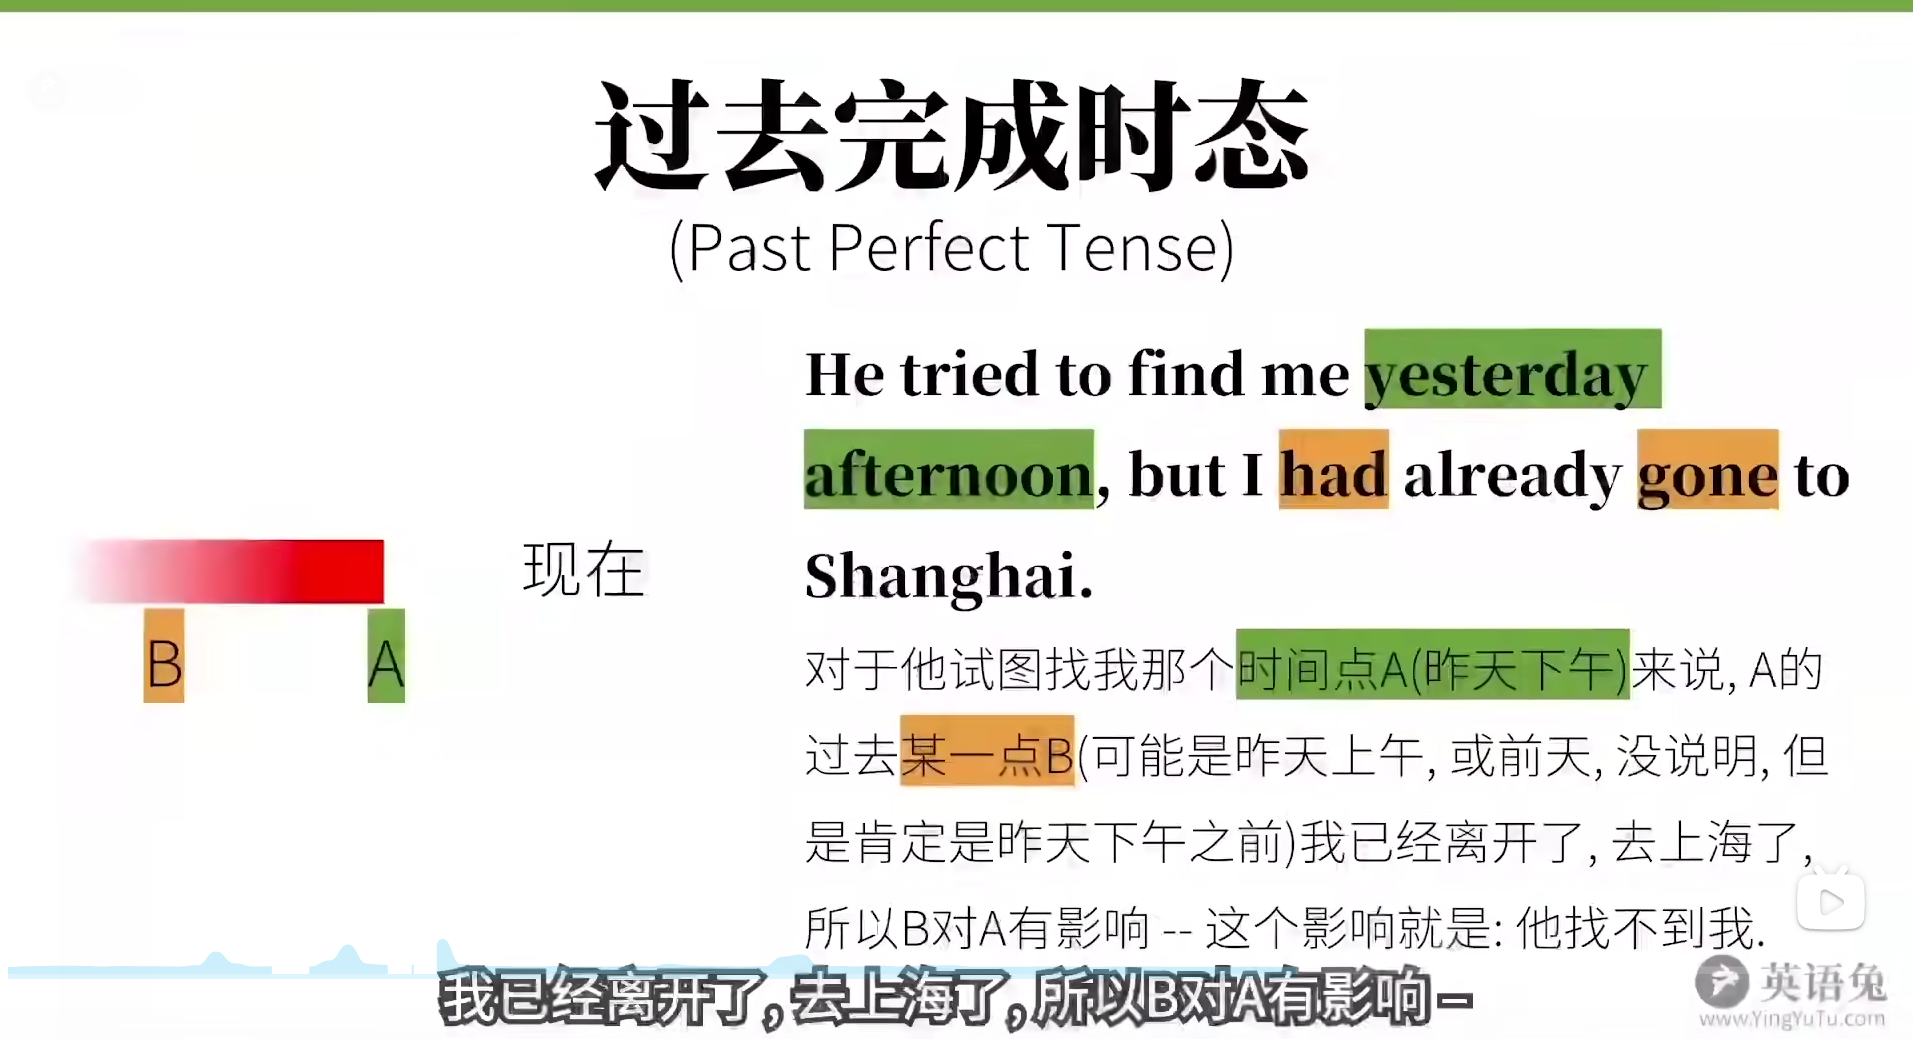 过去完成时态
(Past Perfect Tense)
He tried to find me yesterday
afternoon, but I had already gone to
Shanghai.
现在
B
A
对于他试图找我那个时间点A(昨天下午)来说, A的
过去某一点B(可能是昨天上午, 或前天, 没说明, 但
是肯定是昨天下午之前)我已经离开了, 去上海了,
所以B对A有影响 -- 这个影响就是: 他找不到我.
我已经离开了,去上海了,所以B对A有影响 –
英语兔
www.YingYuTu.com